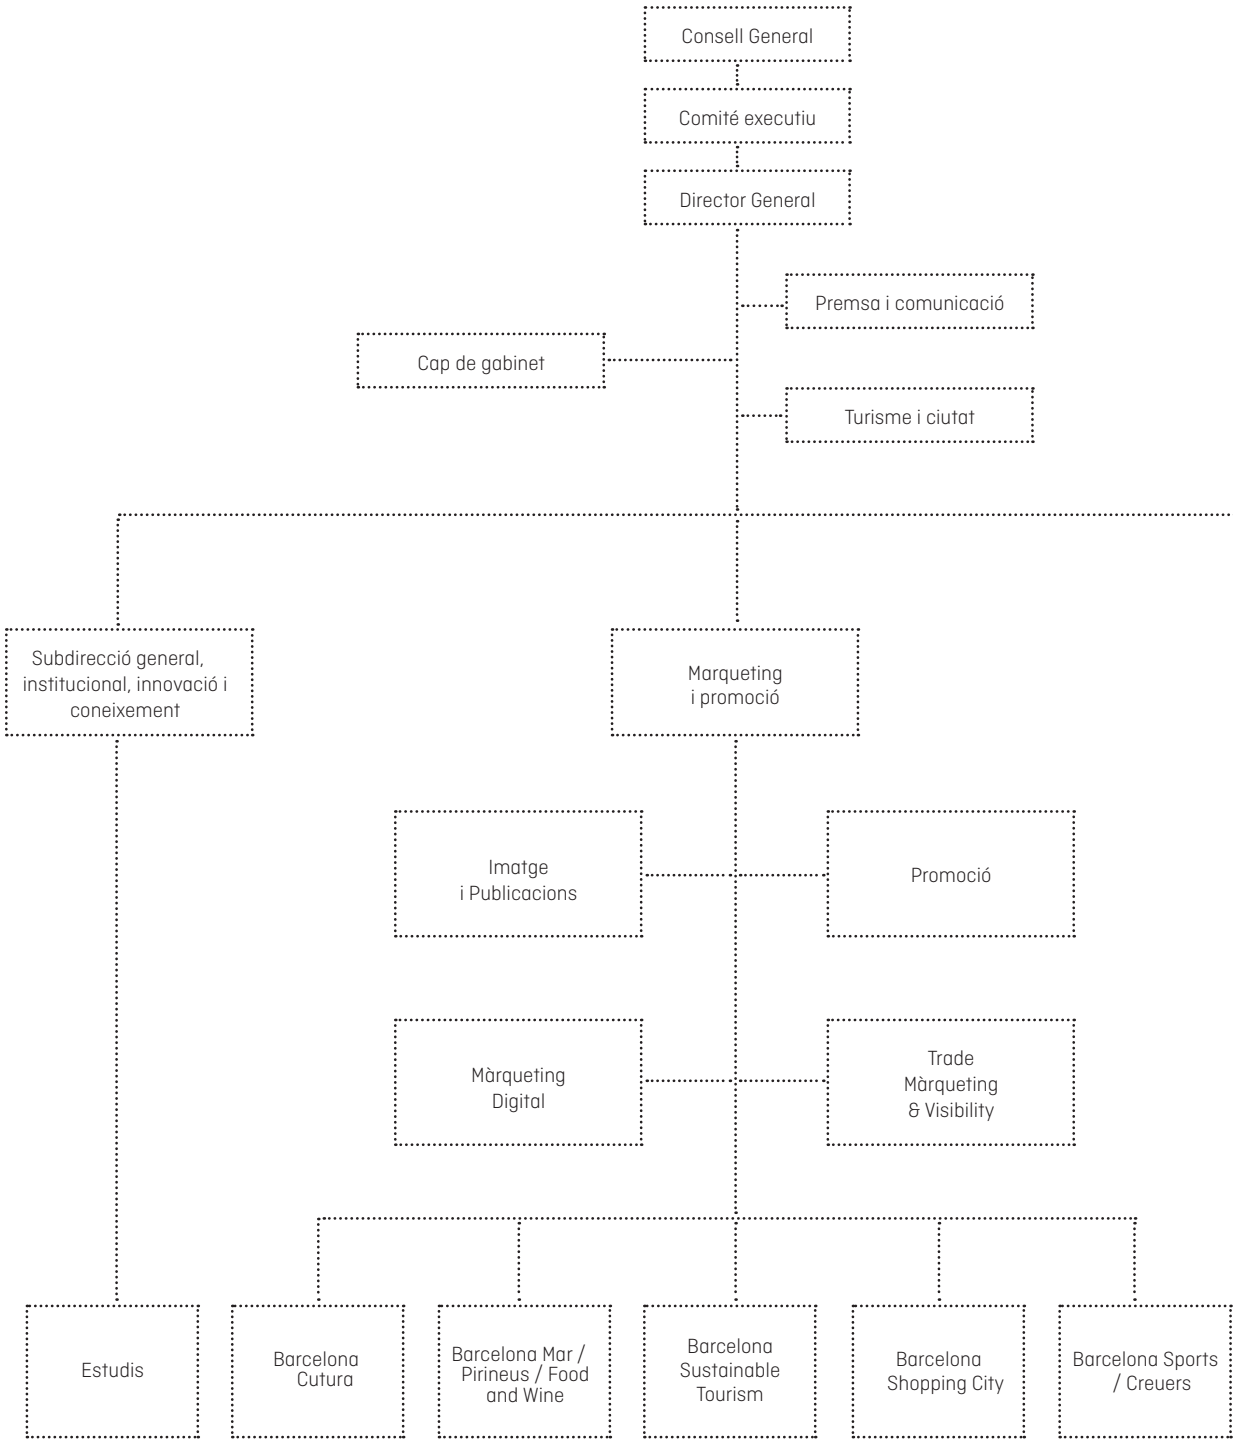 Consell General
Comité executiu
Director General
Premsa i comunicació
Cap de gabinet
Turisme i ciutat
Subdirecció general,
institucional, innovació i
coneixement
Marqueting
i promoció
Imatge
i Publicacions
Promoció
Màrqueting
Digital
Trade
Màrqueting
& Visibility
Estudis
Barcelona
Cutura
Barcelona Mar /
Pirineus / Food
and Wine
Barcelona
Sustainable
Tourism
Barcelona
Shopping City
Barcelona Sports
/ Creuers